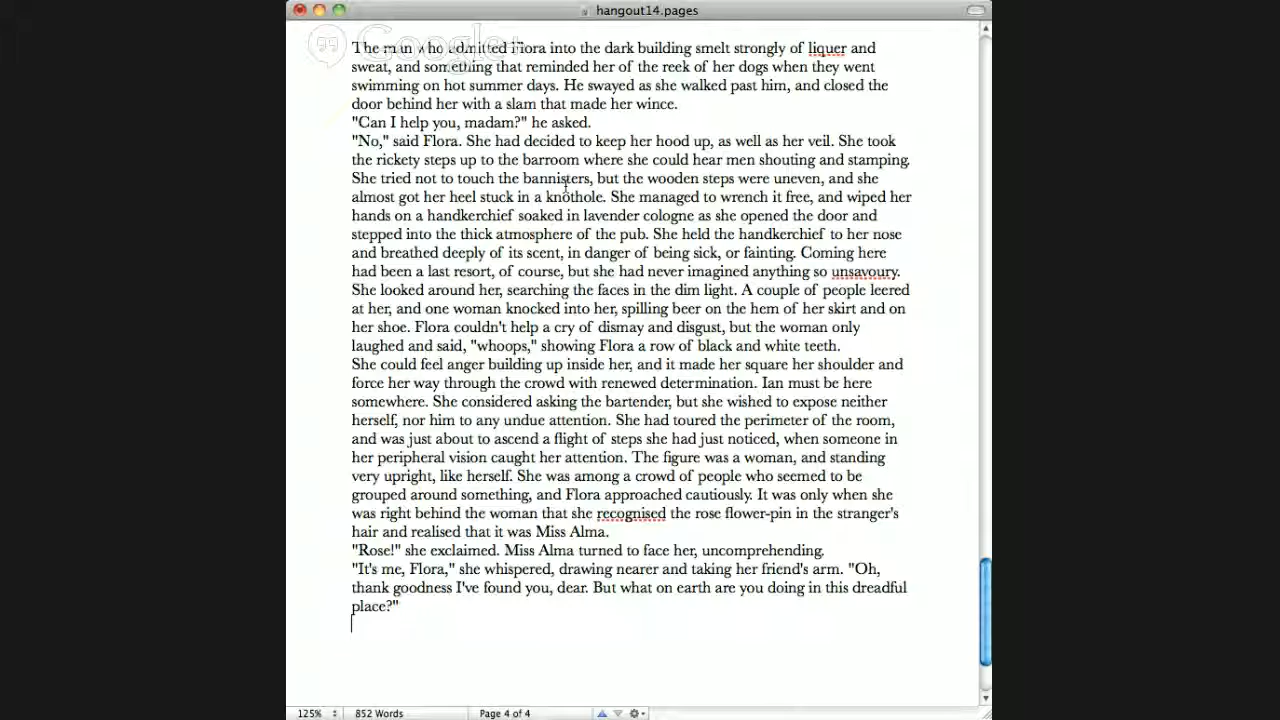 hangout14.pages
Google+
The man who admitted Flora into the dark building smelt strongly of liquer and
sweat, and something that reminded her of the reek of her dogs when they went
swimming on hot summer days. He swayed as she walked past him, and closed the
door behind her with a slam that made her wince.
"Can I help you, madam?" he asked.
"No," said Flora. She had decided to keep her hood up, as well as her veil. She took
the rickety steps up to the barroom where she could hear men shouting and stamping.
She tried not to touch the bannisters, but the wooden steps were uneven, and she
almost got her heel stuck in a knothole. She managed to wrench it free, and wiped her
hands on a handkerchief soaked in lavender cologne as she opened the door and
stepped into the thick atmosphere of the pub. She held the handkerchief to her nose
and breathed deeply of its scent, in danger of being sick, or fainting. Coming here
had been a last resort, of course, but she had never imagined anything so unsavoury.
She looked around her, searching the faces in the dim light. A couple of people leered
at her, and one woman knocked into her, spilling beer on the hem of her skirt and on
her shoe. Flora couldn't help a cry of dismay and disgust, but the woman only
laughed and said, "whoops," showing Flora a row of black and white teeth.
She could feel anger building up inside her, and it made her square her shoulder and
force her way through the crowd with renewed determination. Ian must be here
somewhere. She considered asking the bartender, but she wished to expose neither
herself, nor him to any undue attention. She had toured the perimeter of the room,
and was just about to ascend a flight of steps she had just noticed, when someone in
her peripheral vision caught her attention. The figure was a woman, and standing
very upright, like herself. She was among a crowd of people who seemed to be
grouped around something, and Flora approached cautiously. It was only when she
was right behind the woman that she recognised the rose flower-pin in the stranger's
hair and realised that it was Miss Alma.
"Rose!" she exclaimed. Miss Alma turned to face her, uncomprehending.
"It's me, Flora," she whispered, drawing nearer and taking her friend's arm. "Oh,
thank goodness I've found you, dear. But what on earth are you doing in this dreadful
place?"
125% 852 Words Page 4 of 4